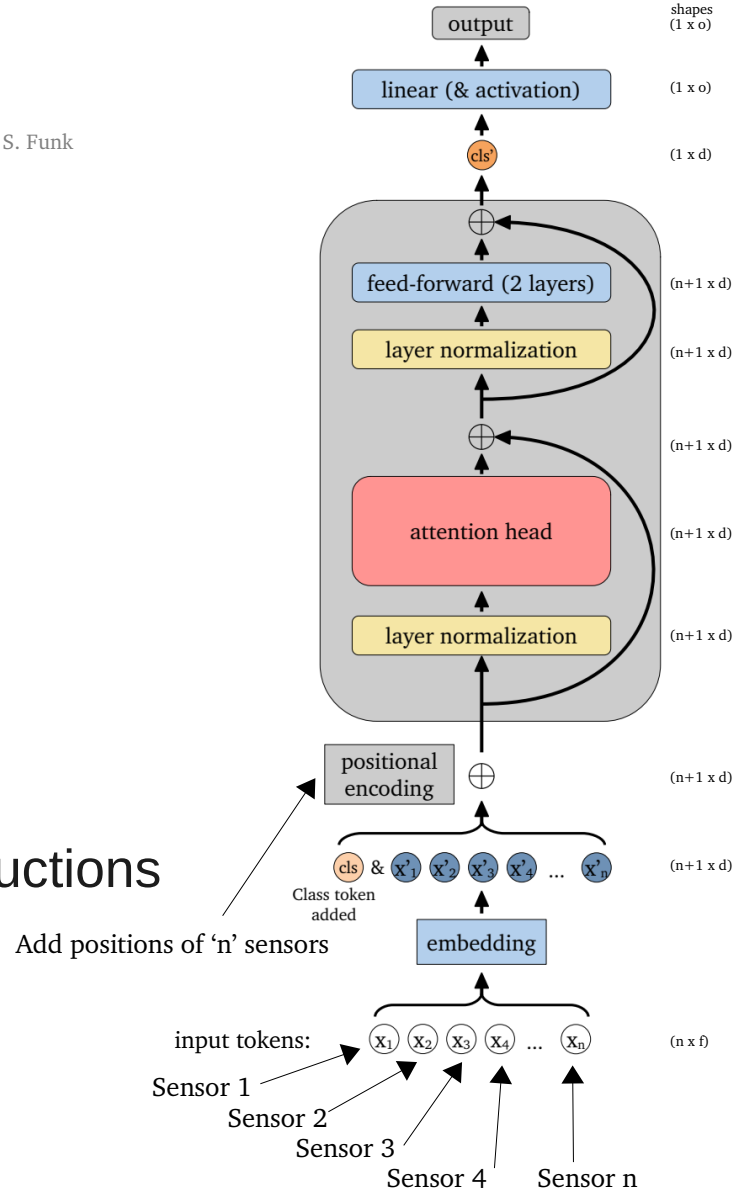 shapes
output
(1 x o)
linear (& activation)
(1 x o)
S. Funk
cls'
(1 x d)
feed-forward (2 layers)
(n+1 x d)
layer normalization
(n+1 x d)
(n+1 x d)
attention head
(n+1 x d)
layer normalization
(n+1 x d)
positional
encoding
(n+1 x d)
uctions
cls & x'₁ x'₂ x'₃ x'₄ ... x'ₙ
(n+1 x d)
Class token
added
Add positions of ‘n’ sensors
embedding
input tokens: x₁ x₂ x₃ x₄ ... xₙ
(n x f)
Sensor 1
Sensor 2
Sensor 3
Sensor 4
Sensor n